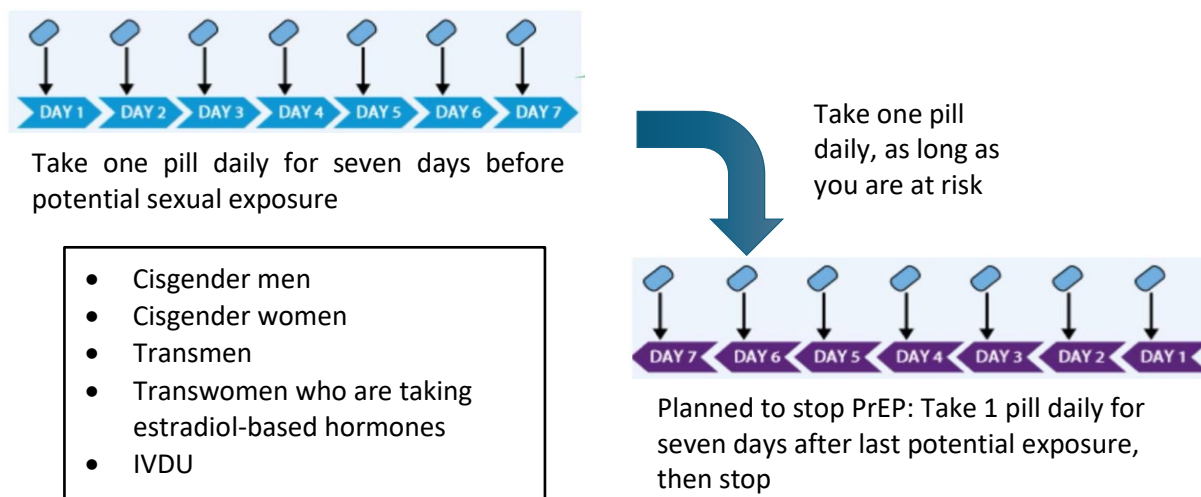 DAY 1 DAY 2 DAY 3 DAY 4 DAY 5 DAY 6 DAY 7
Take one pill daily for seven days before
potential sexual exposure
• Cisgender men
• Cisgender women
• Transmen
• Transwomen who are taking
estradiol-based hormones
• IVDU
Take one pill
daily, as long as
you are at risk
DAY 7 DAY 6 DAY 5 DAY 4 DAY 3 DAY 2 DAY 1
Planned to stop PrEP: Take 1 pill daily for
seven days after last potential exposure,
then stop